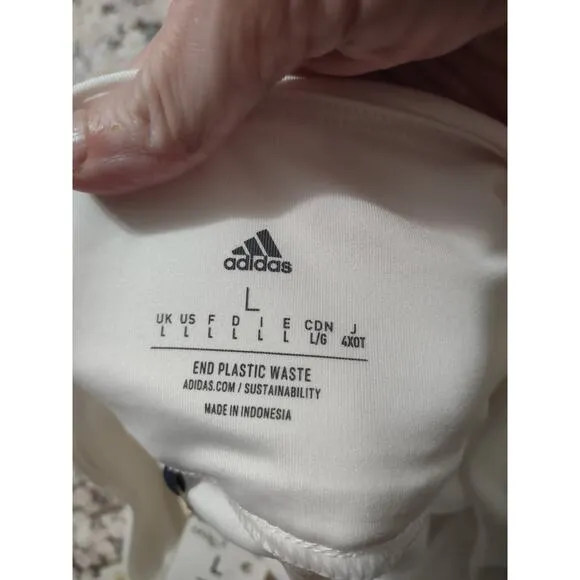 adidas
L
UK US F D I E CDN J
L L L L L L L/G 4XOT
END PLASTIC WASTE
ADIDAS.COM / SUSTAINABILITY
MADE IN INDONESIA
L